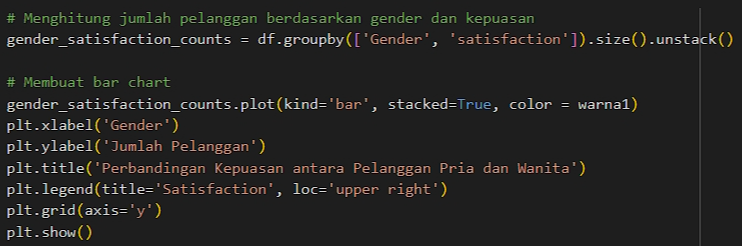 # Menghitung jumlah pelanggan berdasarkan gender dan kepuasan
gender_satisfaction_counts = df.groupby(['Gender', 'satisfaction']).size().unstack()
# Membuat bar chart
gender_satisfaction_counts.plot(kind='bar', stacked=True, color = warna1)
plt.xlabel('Gender')
plt.ylabel('Jumlah Pelanggan')
plt.title('Perbandingan Kepuasan antara Pelanggan Pria dan Wanita')
plt.legend(title='Satisfaction', loc='upper right')
plt.grid(axis='y')
plt.show()